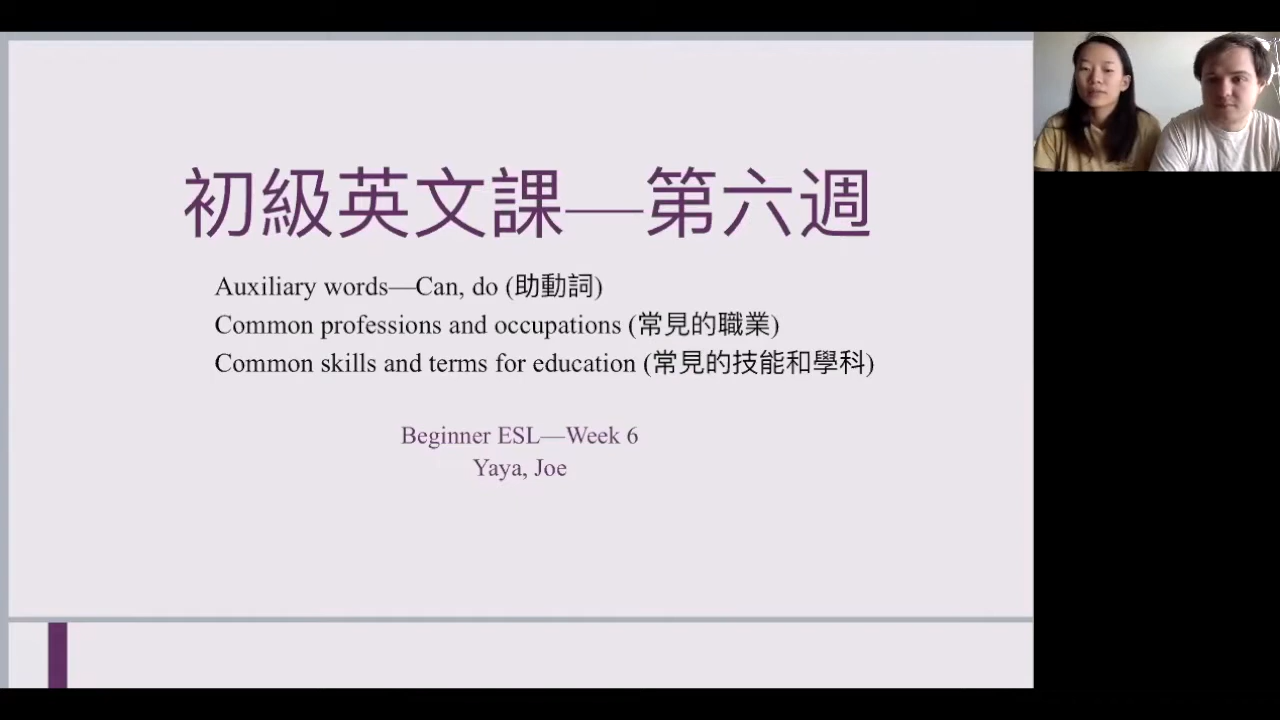 初級英文課—第六週
Auxiliary words—Can, do (助動詞)
Common professions and occupations (常見的職業)
Common skills and terms for education (常見的技能和學科)
Beginner ESL—Week 6
Yaya, Joe